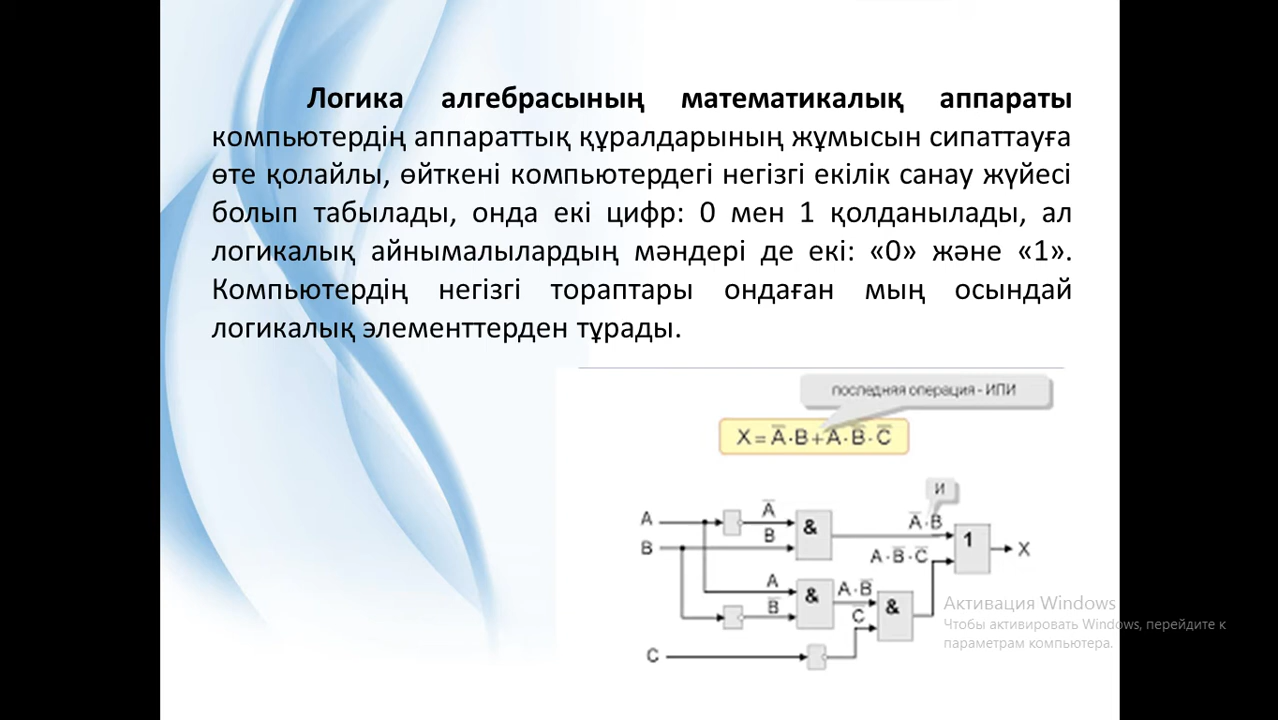 Логика алгебрасының математикалық аппараты
компьютердің аппараттық құралдарының жұмысын сипаттауға
өте қолайлы, өйткені компьютердегі негізгі екілік санау жүйесі
болып табылады, онда екі цифр: 0 мен 1 қолданылады, ал
логикалық айнымалылардың мәндері де екі: «0» және «1».
Компьютердің негізгі тораптары ондаған мың осындай
логикалық элементтерден тұрады.
последняя операция - ИЛИ
X = A̅·B + A·B̅·C̅
И
A
A̅
&
A̅·B
B
B
1
X
A·B̅·C̅
A
&
A·B̅
B̅
&
C̅
C
Активация Windows
Чтобы активировать Windows, перейдите к
параметрам компьютера.